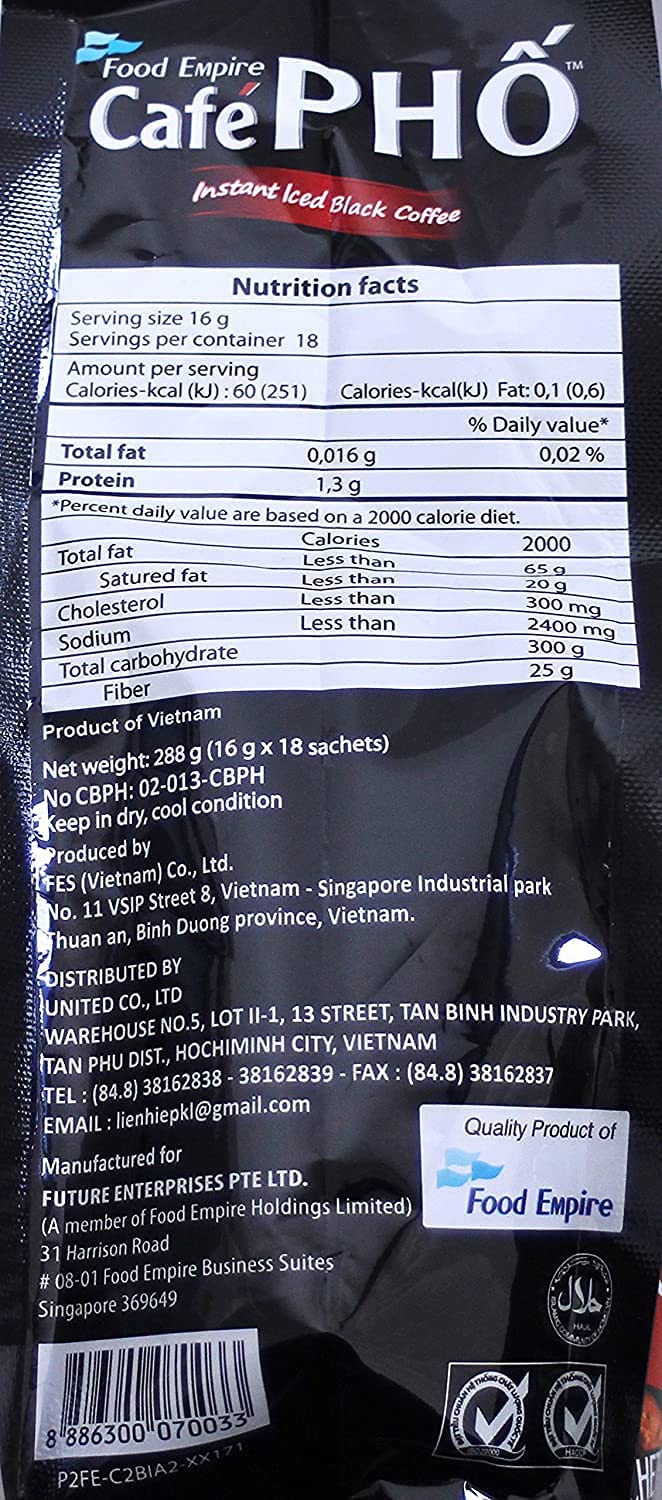 Food Empire
Café PHỐ™
Instant Iced Black Coffee
Nutrition facts
Serving size 16 g
Servings per container 18
Amount per serving
Calories-kcal (kJ) : 60 (251) Calories-kcal(kJ) Fat: 0,1 (0,6)
% Daily value*
Total fat 0,016 g 0,02 %
Protein 1,3 g
*Percent daily value are based on a 2000 calorie diet.
Calories 2000
Total fat Less than 65 g
Satured fat Less than 20 g
Cholesterol Less than 300 mg
Sodium Less than 2400 mg
Total carbohydrate 300 g
Fiber 25 g
Product of Vietnam
Net weight: 288 g (16 g x 18 sachets)
No CBPH: 02-013-CBPH
Keep in dry, cool condition
Produced by
FES (Vietnam) Co., Ltd.
No. 11 VSIP Street 8, Vietnam - Singapore Industrial park
Thuan an, Binh Duong province, Vietnam.
DISTRIBUTED BY
UNITED CO., LTD
WAREHOUSE NO.5, LOT II-1, 13 STREET, TAN BINH INDUSTRY PARK,
TAN PHU DIST., HOCHIMINH CITY, VIETNAM
TEL : (84.8) 38162838 - 38162839 - FAX : (84.8) 38162837
EMAIL : lienhiepkl@gmail.com
Manufactured for
FUTURE ENTERPRISES PTE LTD.
(A member of Food Empire Holdings Limited)
31 Harrison Road
# 08-01 Food Empire Business Suites
Singapore 369649
Quality Product of
Food Empire
حلال
HALAL
8 886300 070033
P2FE-C2BIA2-XX171
ISO 22000
HACCP